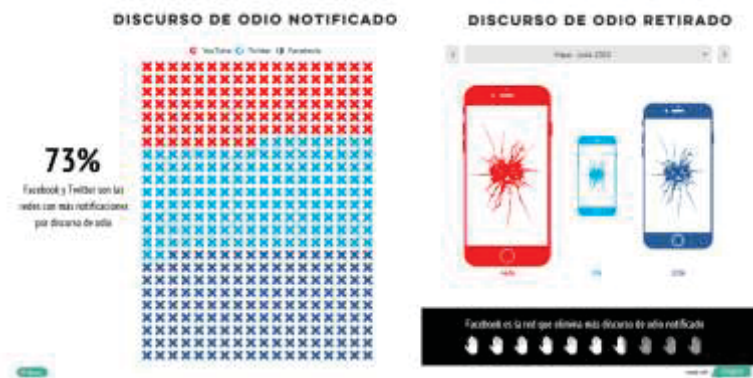 DISCURSO DE ODIO NOTIFICADO
YouTube Twitter Facebook
73%
Facebook y Twitter son las
redes con más notificaciones
por discurso de odio
DISCURSO DE ODIO RETIRADO
Facebook es la red que elimina más discurso de odio notificado